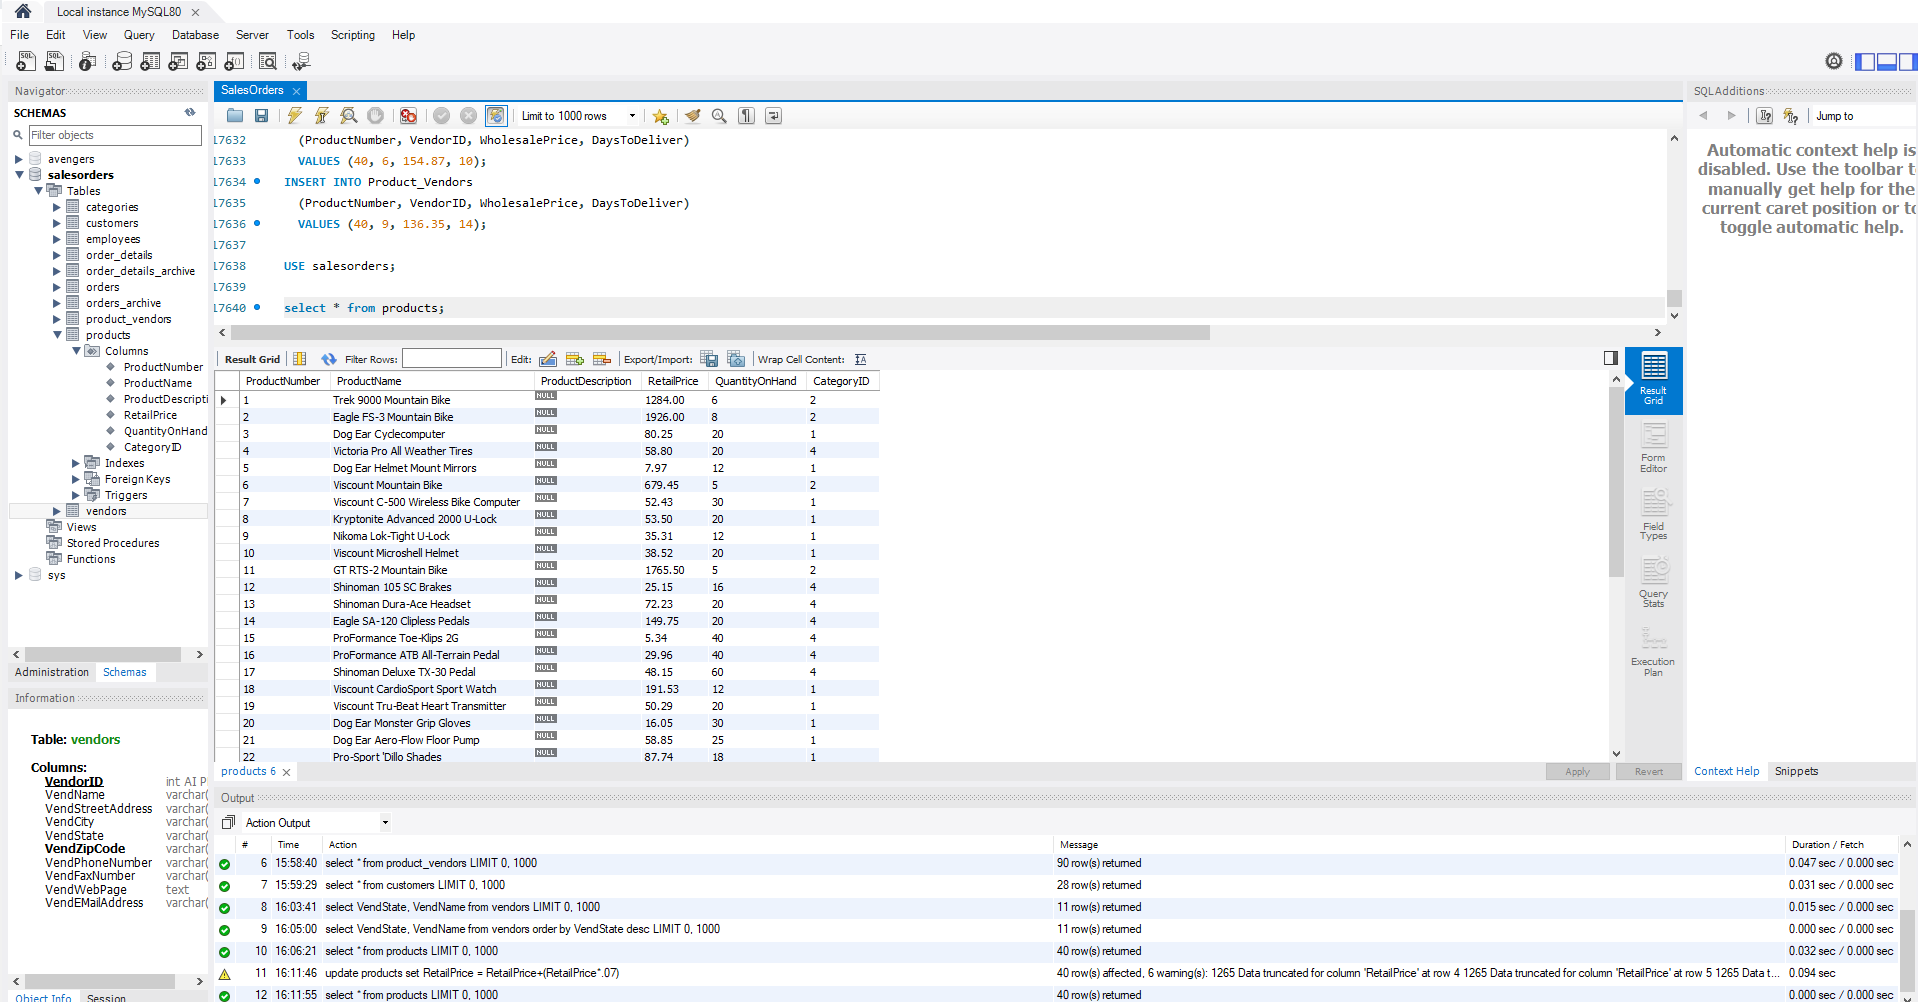 Local instance MySQL80
File Edit View Query Database Server Tools Scripting Help
Navigator
SCHEMAS
Filter objects
avengers
salesorders
Tables
categories
customers
employees
order_details
order_details_archive
orders
orders_archive
product_vendors
products
Columns
ProductNumber
ProductName
ProductDescripti
RetailPrice
QuantityOnHand
CategoryID
Indexes
Foreign Keys
Triggers
vendors
Views
Stored Procedures
Functions
sys
Administration Schemas
Information
Table: vendors
Columns:
VendorID int AI P
VendName varchar(
VendStreetAddress varchar(
VendCity varchar(
VendState varchar(
VendZipCode varchar(
VendPhoneNumber varchar(
VendFaxNumber varchar(
VendWebPage text
VendEMailAddress varchar(
Object Info Session
SalesOrders
Limit to 1000 rows
17632 (ProductNumber, VendorID, WholesalePrice, DaysToDeliver)
17633 VALUES (40, 6, 154.87, 10);
17634 INSERT INTO Product_Vendors
17635 (ProductNumber, VendorID, WholesalePrice, DaysToDeliver)
17636 VALUES (40, 9, 136.35, 14);
17637
17638 USE salesorders;
17639
17640 select * from products;
Result Grid Filter Rows: Edit: Export/Import: Wrap Cell Content:
ProductNumber ProductName ProductDescription RetailPrice QuantityOnHand CategoryID
1 Trek 9000 Mountain Bike NULL 1284.00 6 2
2 Eagle FS-3 Mountain Bike NULL 1926.00 8 2
3 Dog Ear Cyclecomputer NULL 80.25 20 1
4 Victoria Pro All Weather Tires NULL 58.80 20 4
5 Dog Ear Helmet Mount Mirrors NULL 7.97 12 1
6 Viscount Mountain Bike NULL 679.45 5 2
7 Viscount C-500 Wireless Bike Computer NULL 52.43 30 1
8 Kryptonite Advanced 2000 U-Lock NULL 53.50 20 1
9 Nikoma Lok-Tight U-Lock NULL 35.31 12 1
10 Viscount Microshell Helmet NULL 38.52 20 1
11 GT RTS-2 Mountain Bike NULL 1765.50 5 2
12 Shinoman 105 SC Brakes NULL 25.15 16 4
13 Shinoman Dura-Ace Headset NULL 72.23 20 4
14 Eagle SA-120 Clipless Pedals NULL 149.75 20 4
15 ProFormance Toe-Klips 2G NULL 5.34 40 4
16 ProFormance ATB All-Terrain Pedal NULL 29.96 40 4
17 Shinoman Deluxe TX-30 Pedal NULL 48.15 60 4
18 Viscount CardioSport Sport Watch NULL 191.53 12 1
19 Viscount Tru-Beat Heart Transmitter NULL 50.29 20 1
20 Dog Ear Monster Grip Gloves NULL 16.05 30 1
21 Dog Ear Aero-Flow Floor Pump NULL 58.85 25 1
22 Pro-Sport 'Dillo Shades NULL 87.74 18 1
Result
Grid
Form
Editor
Field
Types
Query
Stats
Execution
Plan
products 6 Apply Revert
SQLAdditions
Jump to
Automatic context help is
disabled. Use the toolbar t
manually get help for the
current caret position or to
toggle automatic help.
Context Help Snippets
Output
Action Output
# Time Action Message Duration / Fetch
6 15:58:40 select * from product_vendors LIMIT 0, 1000 90 row(s) returned 0.047 sec / 0.000 sec
7 15:59:29 select * from customers LIMIT 0, 1000 28 row(s) returned 0.031 sec / 0.000 sec
8 16:03:41 select VendState, VendName from vendors LIMIT 0, 1000 11 row(s) returned 0.015 sec / 0.000 sec
9 16:05:00 select VendState, VendName from vendors order by VendState desc LIMIT 0, 1000 11 row(s) returned 0.000 sec / 0.000 sec
10 16:06:21 select * from products LIMIT 0, 1000 40 row(s) returned 0.032 sec / 0.000 sec
11 16:11:46 update products set RetailPrice = RetailPrice+(RetailPrice*.07) 40 row(s) affected, 6 warning(s): 1265 Data truncated for column 'RetailPrice' at row 4 1265 Data truncated for column 'RetailPrice' at row 5 1265 Data t... 0.094 sec
12 16:11:55 select * from products LIMIT 0, 1000 40 row(s) returned 0.000 sec / 0.000 sec